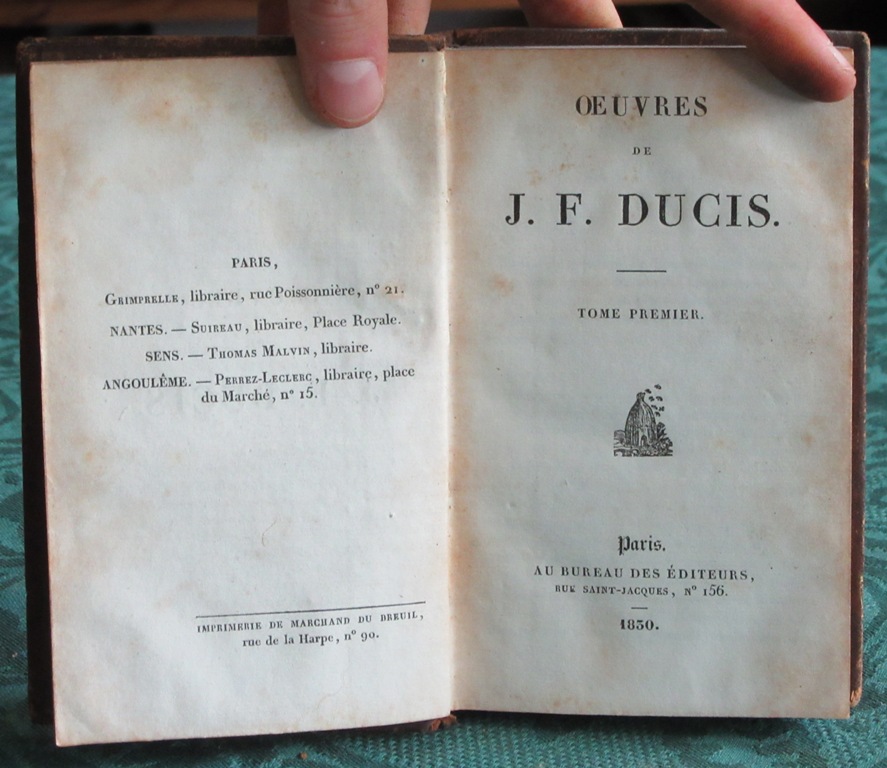 PARIS,
GRIMPRELLE, libraire, rue Poissonnière, n° 21.
NANTES. — SUIREAU, libraire, Place Royale.
SENS. — THOMAS MALVIN, libraire.
ANGOULÊME. — PERREZ-LECLERC, libraire, place
du Marché, n° 15.
IMPRIMERIE DE MARCHAND DU BREUIL,
rue de la Harpe, n° 90.
OEUVRES
DE
J. F. DUCIS.
TOME PREMIER.
Paris.
AU BUREAU DES ÉDITEURS,
RUE SAINT-JACQUES, N° 156.
1830.